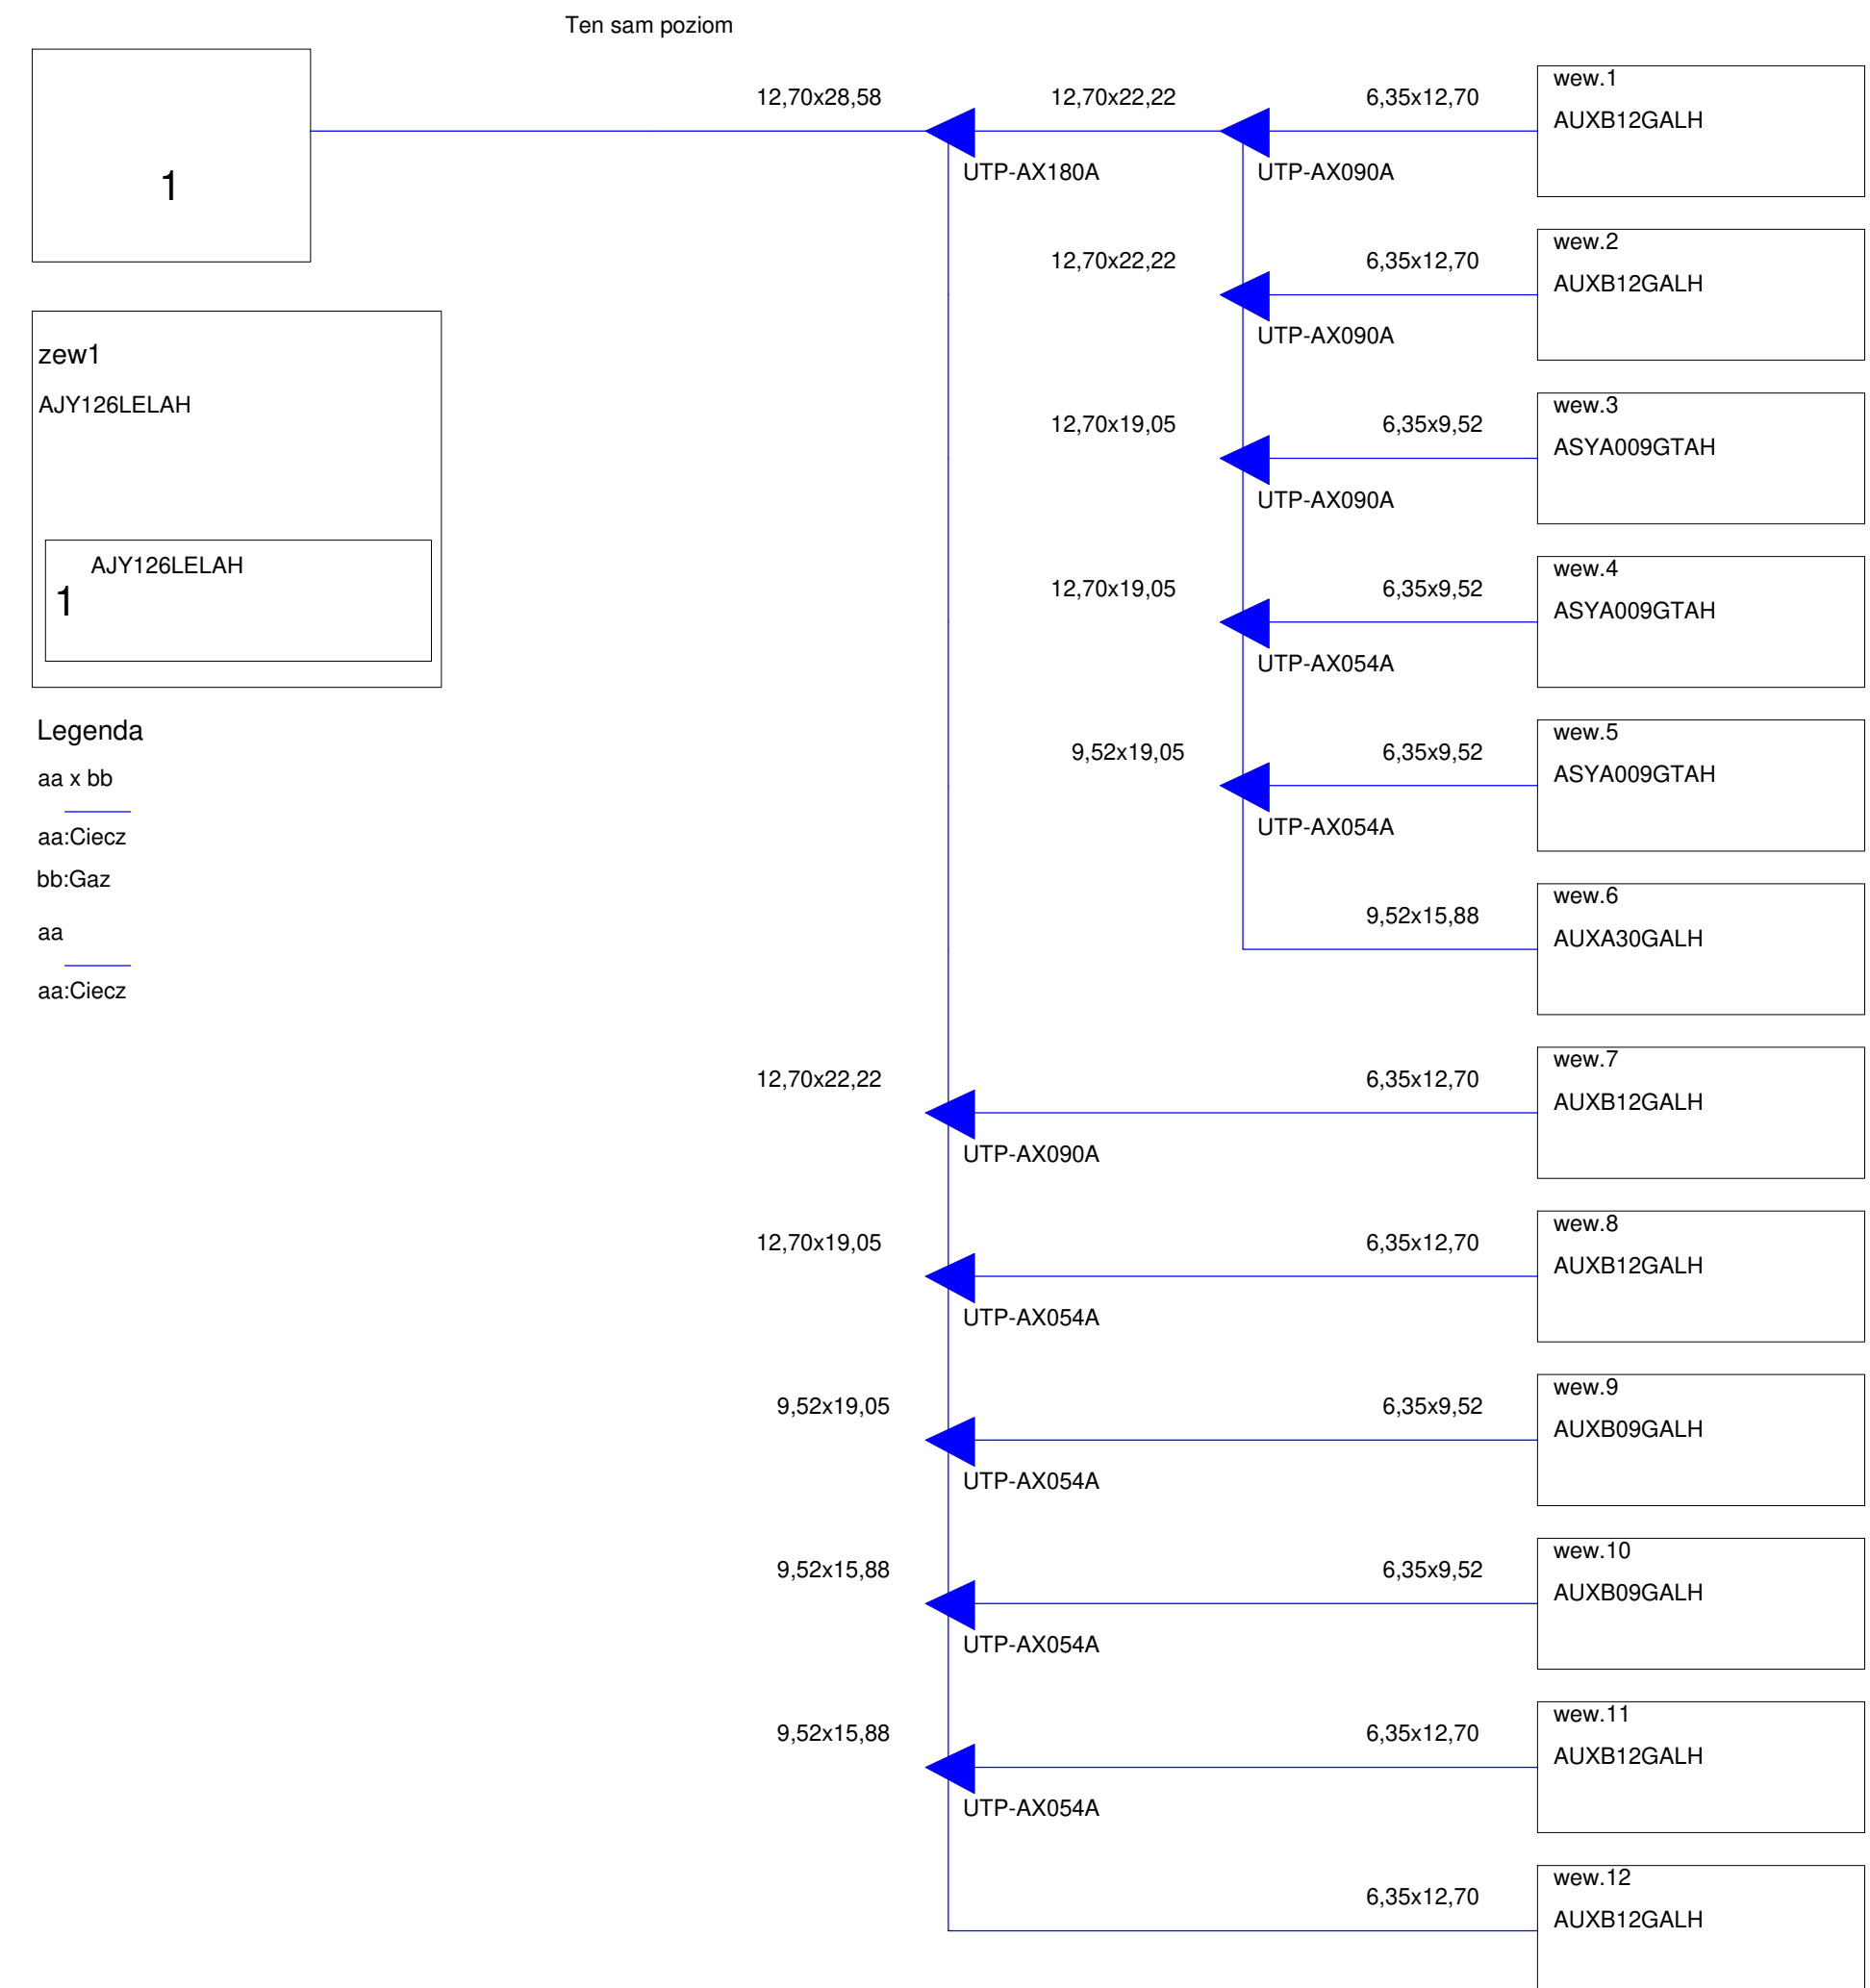 Ten sam poziom
1
12,70x28,58
12,70x22,22
6,35x12,70
wew.1
AUXB12GALH
UTP-AX180A
UTP-AX090A
12,70x22,22
6,35x12,70
wew.2
AUXB12GALH
UTP-AX090A
zew1
AJY126LELAH
12,70x19,05
6,35x9,52
wew.3
ASYA009GTAH
UTP-AX090A
AJY126LELAH
1
12,70x19,05
6,35x9,52
wew.4
ASYA009GTAH
UTP-AX054A
Legenda
aa x bb
aa:Ciecz
bb:Gaz
aa
aa:Ciecz
9,52x19,05
6,35x9,52
wew.5
ASYA009GTAH
UTP-AX054A
9,52x15,88
wew.6
AUXA30GALH
12,70x22,22
6,35x12,70
wew.7
AUXB12GALH
UTP-AX090A
12,70x19,05
6,35x12,70
wew.8
AUXB12GALH
UTP-AX054A
9,52x19,05
6,35x9,52
wew.9
AUXB09GALH
UTP-AX054A
9,52x15,88
6,35x9,52
wew.10
AUXB09GALH
UTP-AX054A
9,52x15,88
6,35x12,70
wew.11
AUXB12GALH
UTP-AX054A
6,35x12,70
wew.12
AUXB12GALH